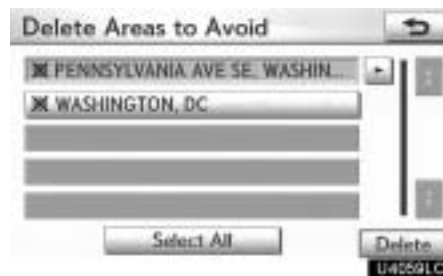 Delete Areas to Avoid
PENNSYLVANIA AVE SE, WASHIN...
WASHINGTON, DC
Select All
Delete
U4059LC